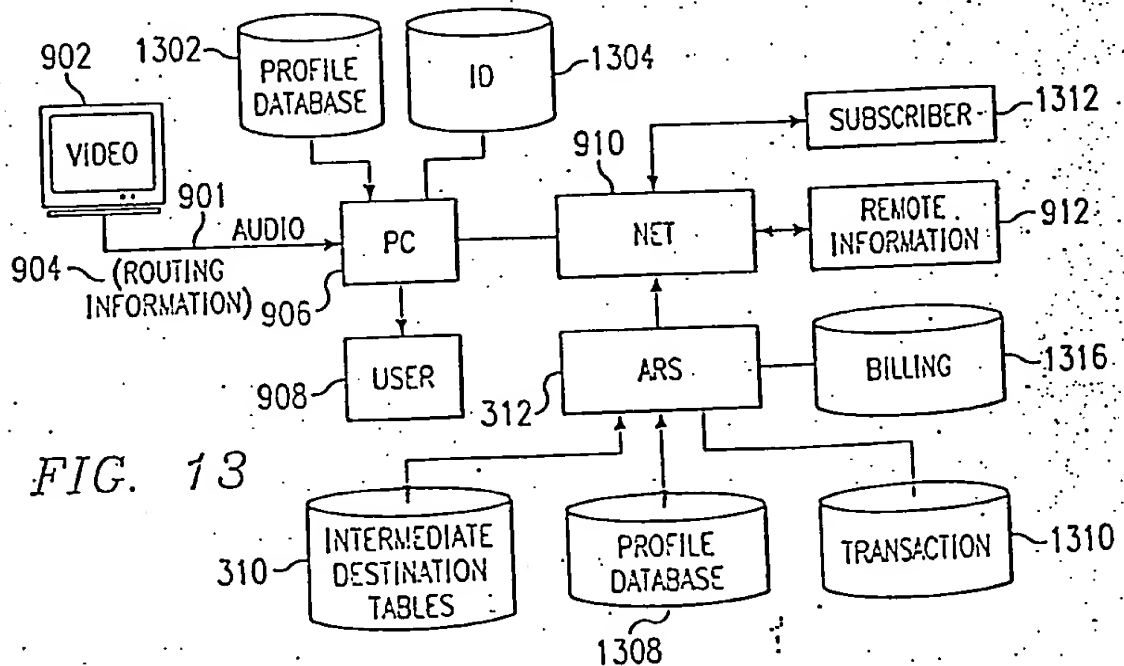 902
1302
PROFILE
DATABASE
ID
1304
VIDEO
901
AUDIO
904
(ROUTING
INFORMATION)
PC
906
USER
908
910
NET
SUBSCRIBER
1312
REMOTE
INFORMATION
912
ARS
312
BILLING
1316
FIG. 13
310
INTERMEDIATE
DESTINATION
TABLES
PROFILE
DATABASE
1308
TRANSACTION
1310